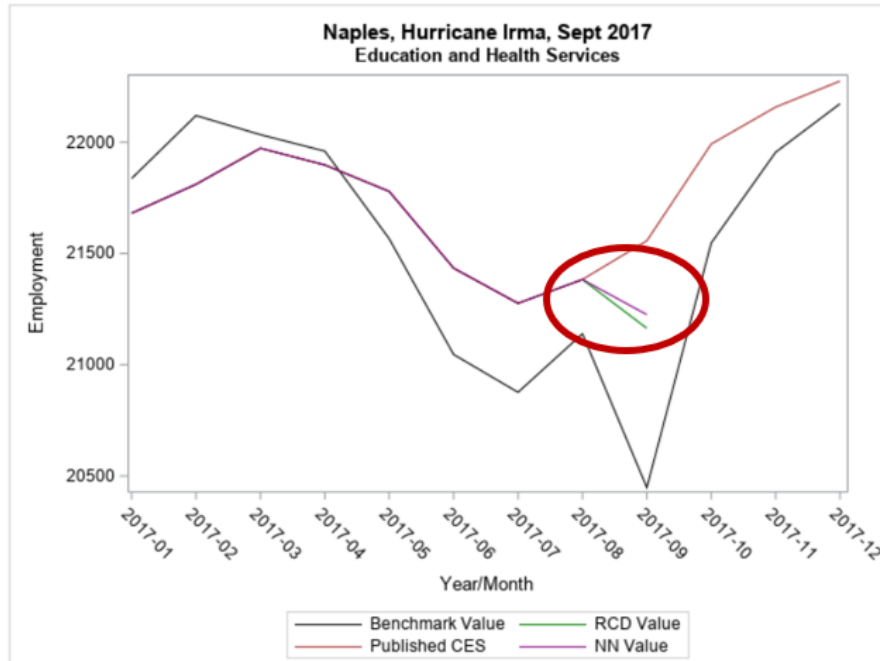 Naples, Hurricane Irma, Sept 2017
Education and Health Services
22000
21500
21000
20500
Employment
2017-01
2017-02
2017-03
2017-04
2017-05
2017-06
2017-07
2017-08
2017-09
2017-10
2017-11
2017-12
Year/Month
Benchmark Value RCD Value
Published CES NN Value